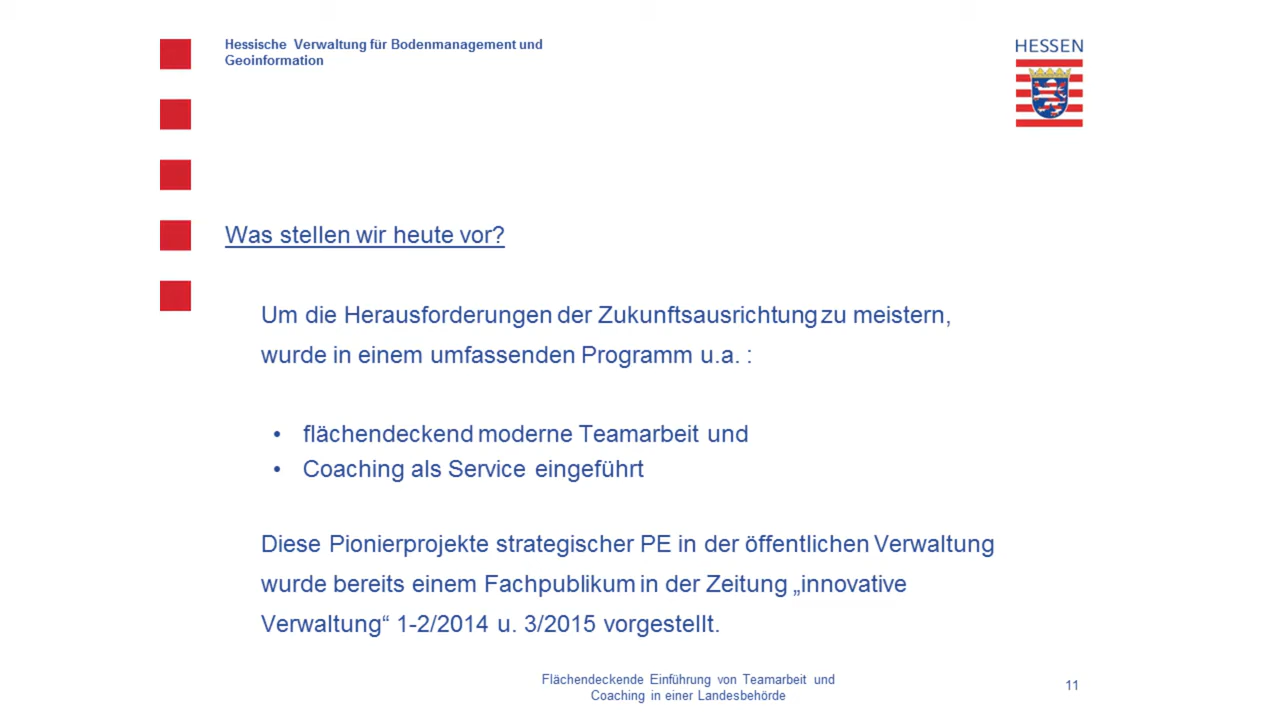 Hessische Verwaltung für Bodenmanagement und
Geoinformation
HESSEN
Was stellen wir heute vor?
Um die Herausforderungen der Zukunftsausrichtung zu meistern,
wurde in einem umfassenden Programm u.a. :
• flächendeckend moderne Teamarbeit und
• Coaching als Service eingeführt
Diese Pionierprojekte strategischer PE in der öffentlichen Verwaltung
wurde bereits einem Fachpublikum in der Zeitung „innovative
Verwaltung“ 1-2/2014 u. 3/2015 vorgestellt.
Flächendeckende Einführung von Teamarbeit und
Coaching in einer Landesbehörde
11